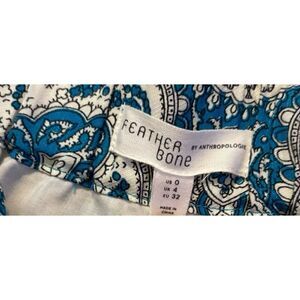 FEATHER
BONE
BY ANTHROPOLOGIE
US 0
UK 4
EU 32
MADE IN
CHINA